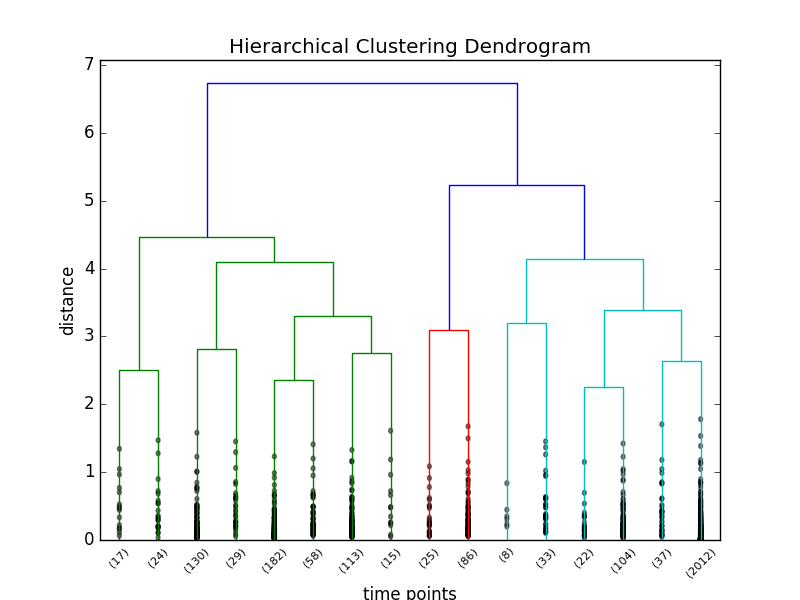 Hierarchical Clustering Dendrogram
7
6
5
4
3
2
1
0
distance
(17) (24) (130) (29) (182) (58) (113) (15) (25) (86) (8) (33) (22) (104) (37) (2012)
time points